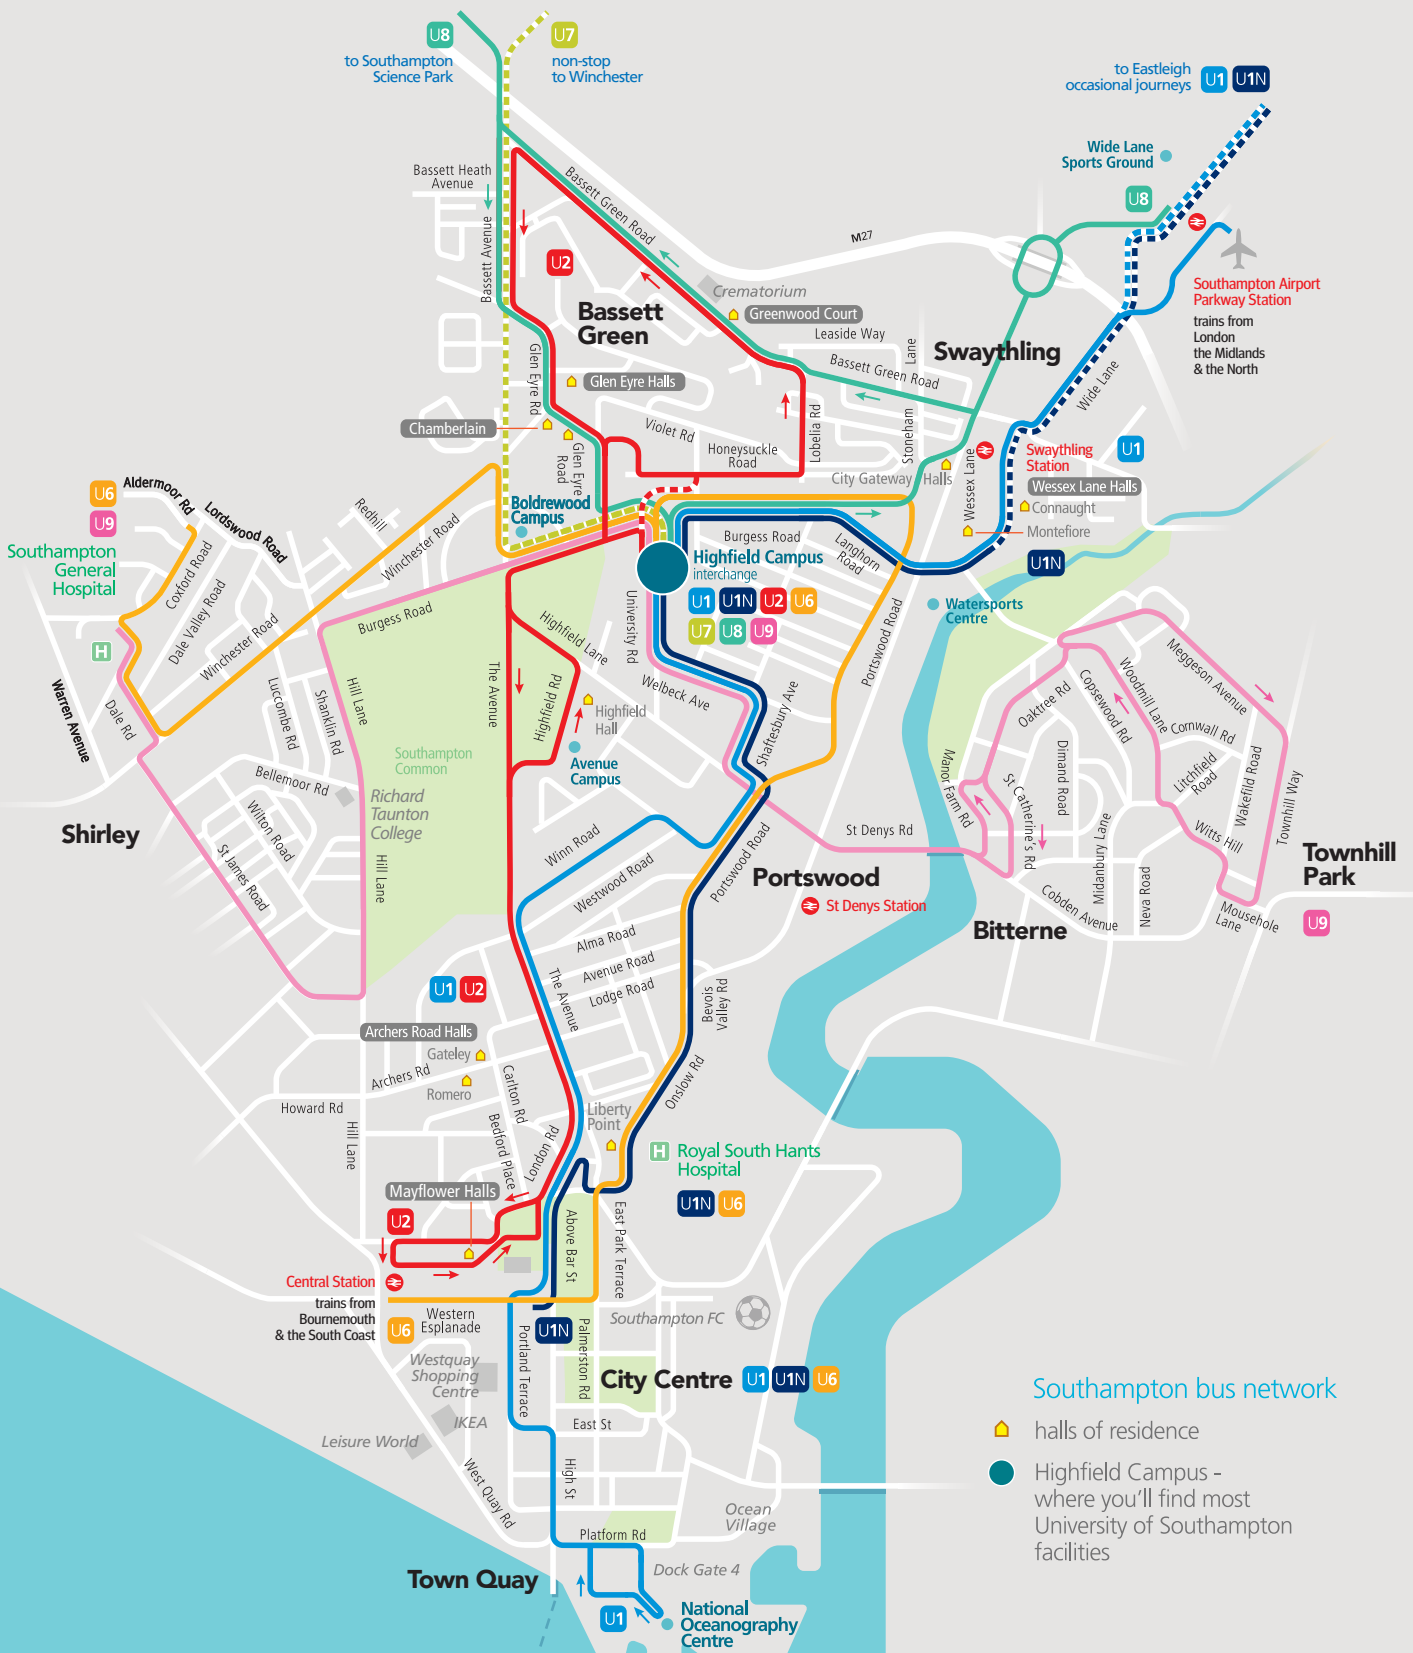 U8
to Southampton
Science Park
U7
non-stop
to Winchester
to Eastleigh
occasional journeys
U1
U1N
Wide Lane
Sports Ground
U8
Bassett Heath
Avenue
Bassett Green Road
Bassett Avenue
M27
U2
Southampton Airport
Parkway Station
trains from
London
the Midlands
& the North
Crematorium
Bassett
Green
Greenwood Court
Leaside Way
Lane
Stoneham
Swaythling
Bassett Green Road
Glen Eyre Rd
Glen Eyre Halls
Wide Lane
Chamberlain
Violet Rd
Lobelia Rd
Honeysuckle
Road
Glen Eyre
Road
City Gateway
Halls
Wessex Lane
Swaythling
Station
U1
Wessex Lane Halls
Connaught
Montefiore
U1N
U6
U9
Aldermoor Rd
Lordswood Road
Redhill
Winchester Road
Boldrewood
Campus
Southampton
General
Hospital
H
Coxford Road
Dale Valley Road
Winchester Road
Burgess Road
Burgess Road
Langhorn
Road
Highfield Campus
interchange
U1
U1N
U2
U6
U7
U8
U9
University Rd
Portswood Road
Watersports
Centre
Highfield Lane
Highfield Rd
The Avenue
Highfield
Hall
Welbeck Ave
Shaftesbury Ave
Avenue
Campus
Warren Avenue
Dale Rd
Luccombe Rd
Shanklin Rd
Hill Lane
Bellemoor Rd
Southampton
Common
Richard
Taunton
College
Shirley
Wilton Road
St James Road
Hill Lane
Meggeson Avenue
Woodmill Lane
Copsewood Rd
Oaktree Rd
Cornwall Rd
Litchfield
Road
Wakefild Road
Townhill Way
Dimand Road
Manor Farm Rd
St Catherine's Rd
Witts Hill
Midanbury Lane
Cobden Avenue
Neva Road
Mousehole
Lane
Townhill
Park
U9
Bitterne
St Denys Rd
Winn Road
Westwood Road
Portswood Road
Portswood
St Denys Station
Alma Road
Avenue Road
Lodge Road
The Avenue
Bevois
Valley Rd
Onslow Rd
U1
U2
Archers Road Halls
Gateley
Archers Rd
Romero
Howard Rd
Hill Lane
Carlton Rd
Bedford Place
London Rd
Liberty
Point
H
Royal South Hants
Hospital
U1N
U6
Mayflower Halls
U2
Above Bar St
East Park Terrace
Central Station
trains from
Bournemouth
& the South Coast
U6
Western
Esplanade
U1N
Southampton FC
Portland Terrace
Palmerston Rd
Westquay
Shopping
Centre
City Centre
U1
U1N
U6
IKEA
East St
Leisure World
West Quay Rd
High St
Ocean
Village
Platform Rd
Dock Gate 4
Town Quay
U1
National
Oceanography
Centre
Southampton bus network
halls of residence
Highfield Campus -
where you'll find most
University of Southampton
facilities